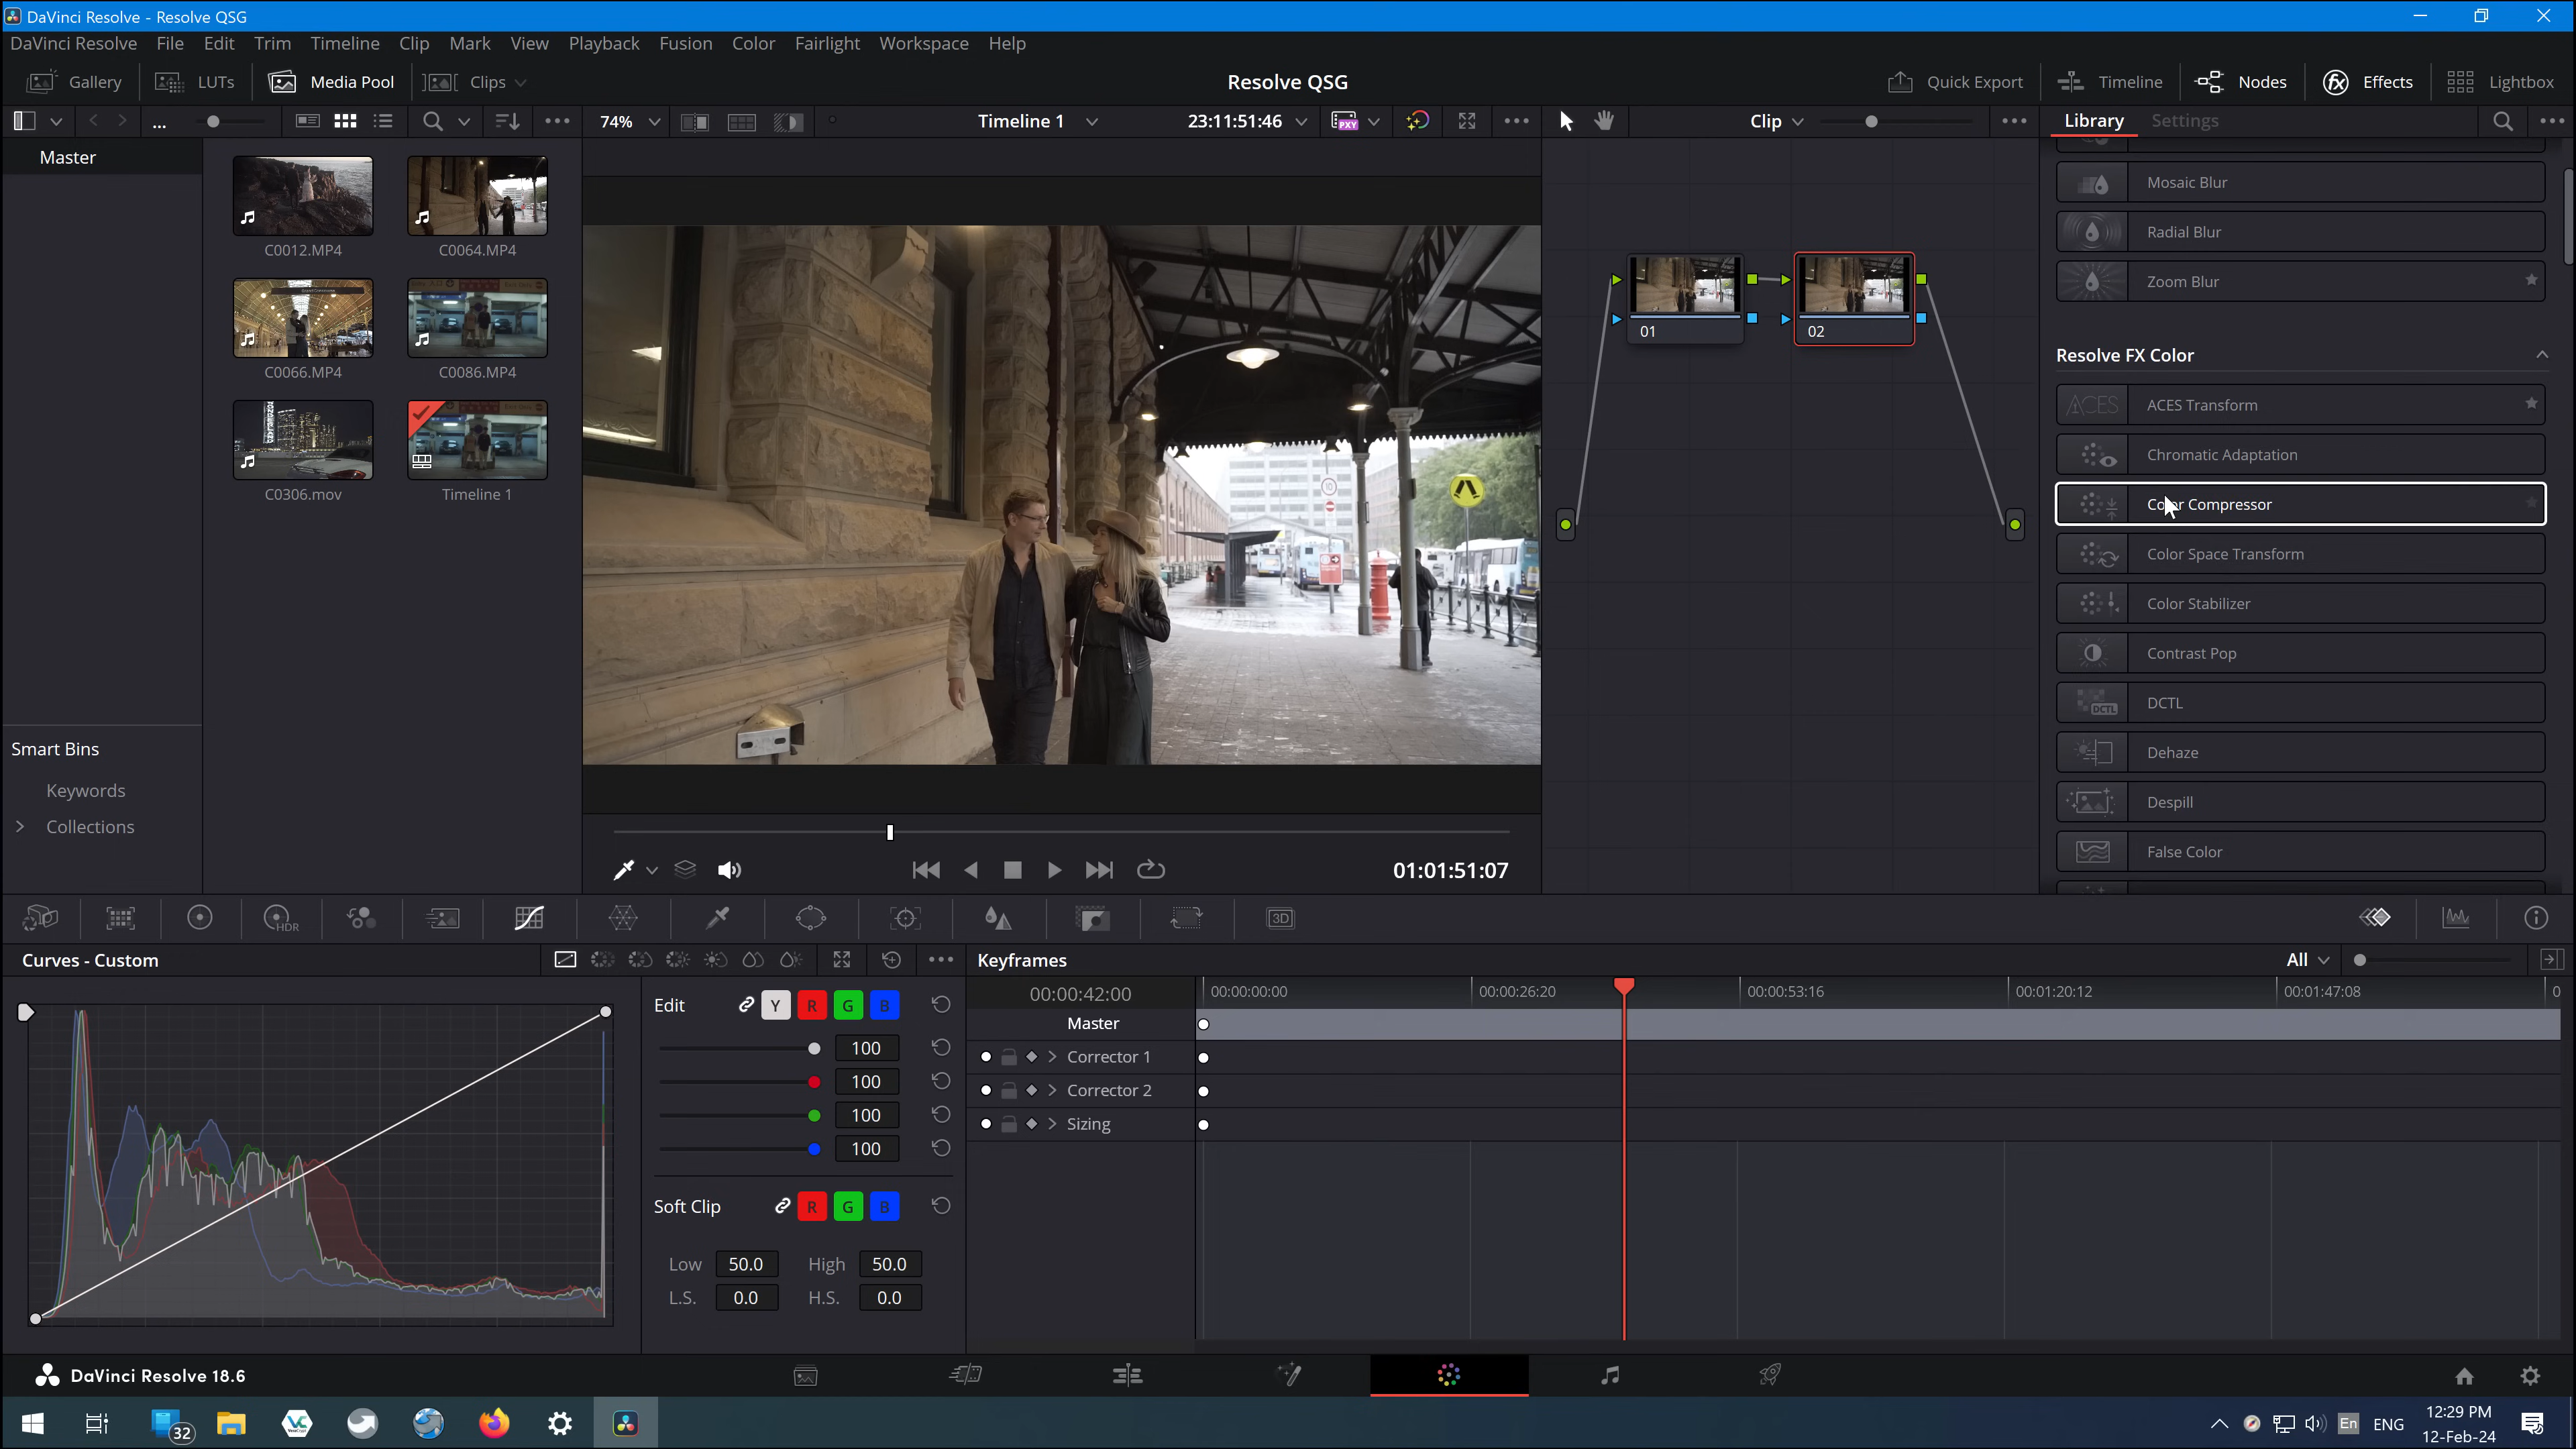 DaVinci Resolve - Resolve QSG
DaVinci Resolve File Edit Trim Timeline Clip Mark View Playback Fusion Color Fairlight Workspace Help
Gallery LUTs Media Pool Clips Resolve QSG Quick Export Timeline Nodes Effects Lightbox
... 74% Timeline 1 23:11:51:46 PXY Clip Library Settings
Master
C0012.MP4 C0064.MP4
C0066.MP4 C0086.MP4
C0306.mov Timeline 1
Smart Bins
Keywords
Collections
01:01:51:07
01 02
Mosaic Blur
Radial Blur
Zoom Blur
Resolve FX Color
ACES ACES Transform
Chromatic Adaptation
Color Compressor
Color Space Transform
Color Stabilizer
Contrast Pop
DCTL DCTL
Dehaze
Despill
False Color
HDR 3D
Curves - Custom
Edit Y R G B
100
100
100
100
Soft Clip R G B
Low 50.0 High 50.0
L.S. 0.0 H.S. 0.0
Keyframes All
00:00:42:00 00:00:00:00 00:00:26:20 00:00:53:16 00:01:20:12 00:01:47:08 0
Master
Corrector 1
Corrector 2
Sizing
DaVinci Resolve 18.6
32 En ENG 12:29 PM
12-Feb-24